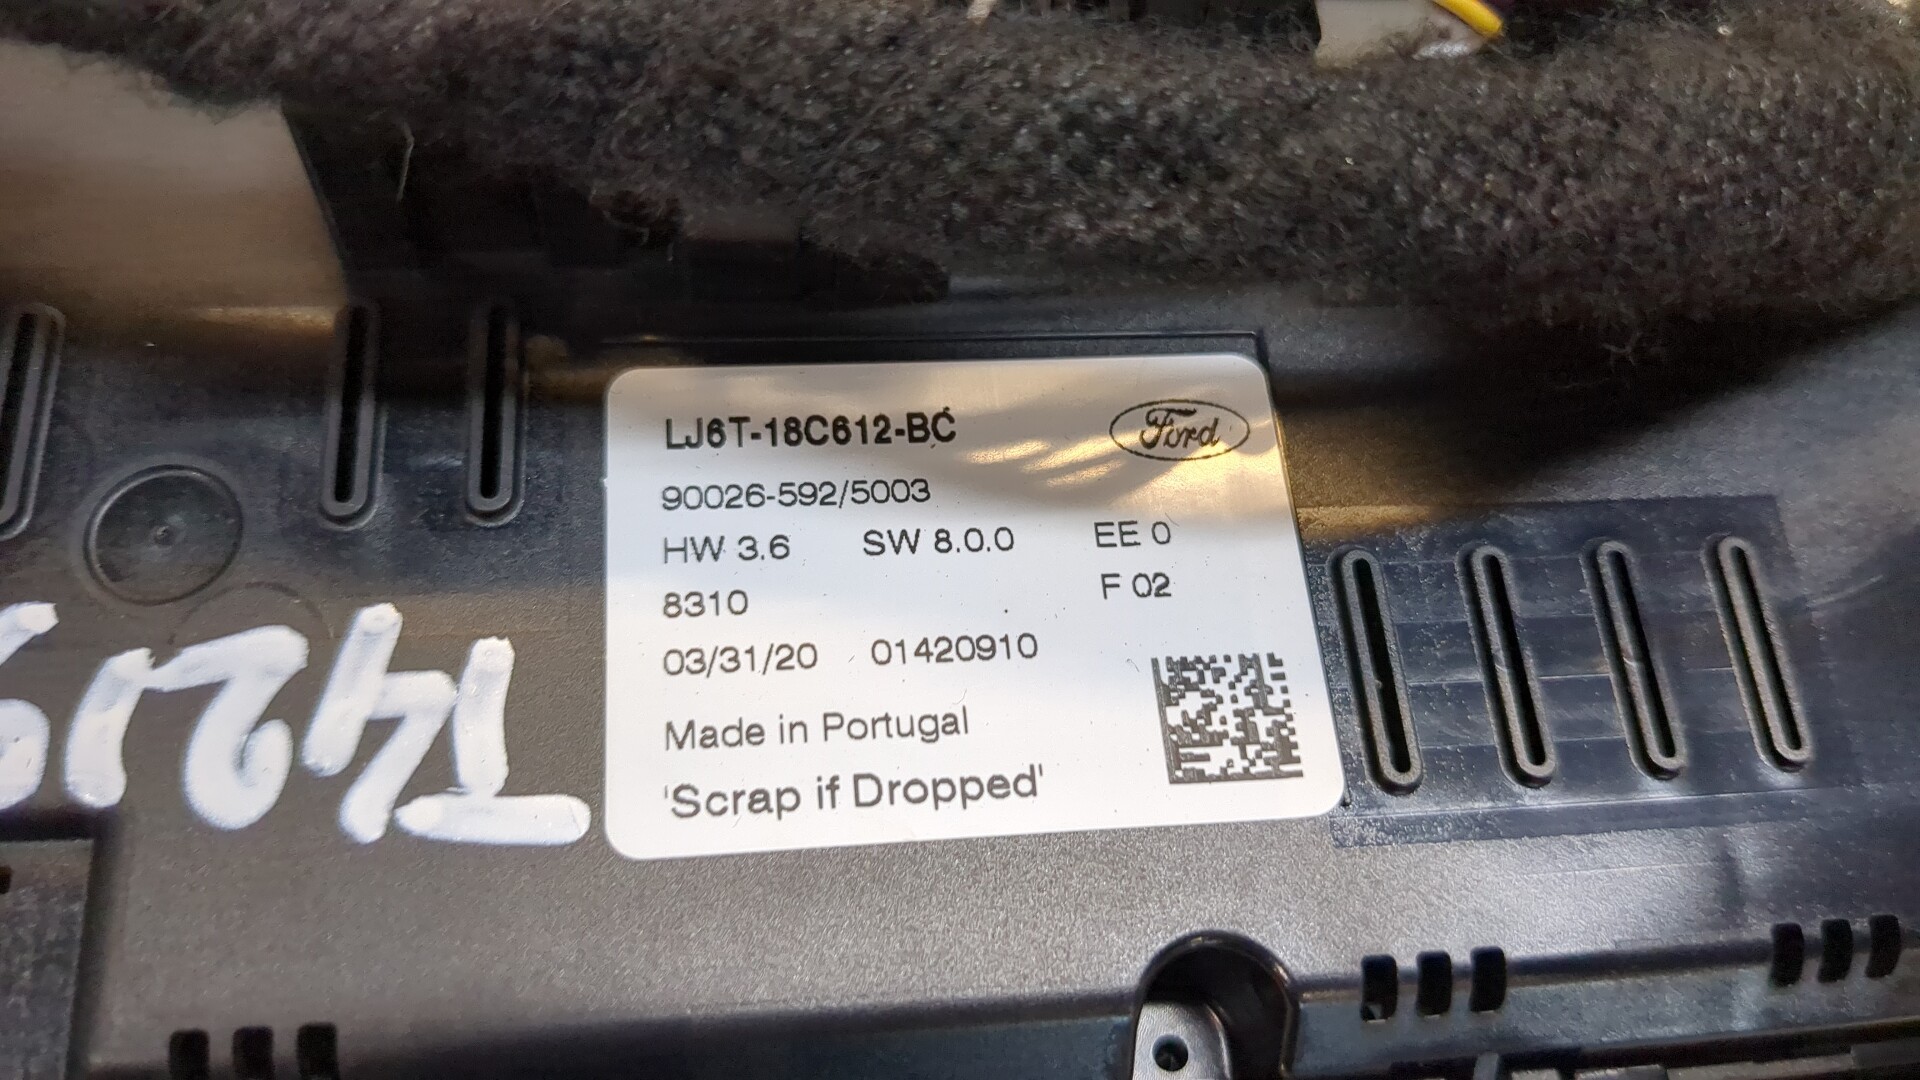 LJ6T-18C612-BC
Ford
90026-592/5003
HW 3.6 SW 8.0.0 EE 0
8310 F 02
03/31/20 01420910
Made in Portugal
'Scrap if Dropped'